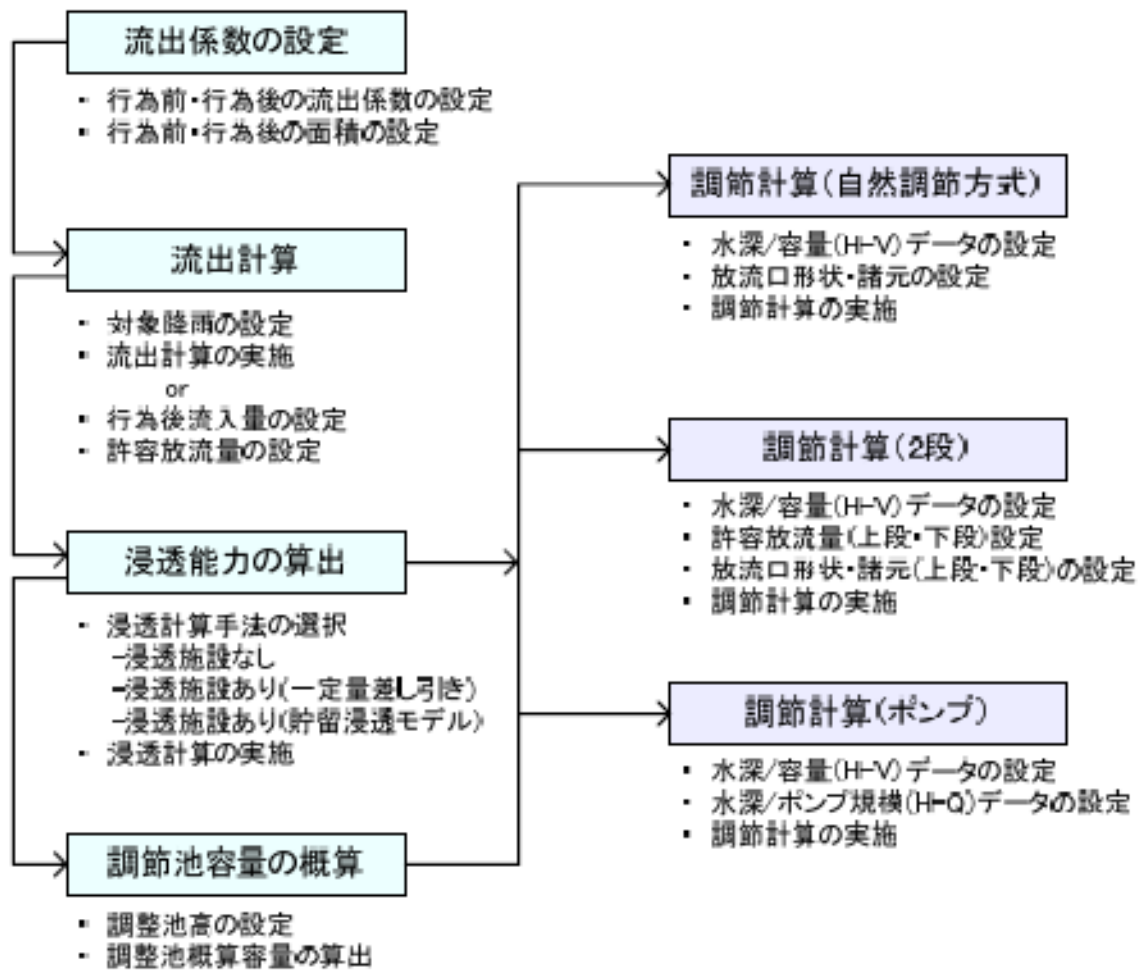 流出係数の設定
・ 行為前・行為後の流出係数の設定
・ 行為前・行為後の面積の設定
流出計算
・ 対象降雨の設定
・ 流出計算の実施
or
・ 行為後流入量の設定
・ 許容放流量の設定
浸透能力の算出
・ 浸透計算手法の選択
-浸透施設なし
-浸透施設あり(一定量差し引き)
-浸透施設あり(貯留浸透モデル)
・ 浸透計算の実施
調節池容量の概算
・ 調整池高の設定
・ 調整池概算容量の算出
調節計算(自然調節方式)
・ 水深/容量(H-V)データの設定
・ 放流口形状・諸元の設定
・ 調節計算の実施
調節計算(2段)
・ 水深/容量(H-V)データの設定
・ 許容放流量(上段・下段)設定
・ 放流口形状・諸元(上段・下段)の設定
・ 調節計算の実施
調節計算(ポンプ)
・ 水深/容量(H-V)データの設定
・ 水深/ポンプ規模(H-Q)データの設定
・ 調節計算の実施